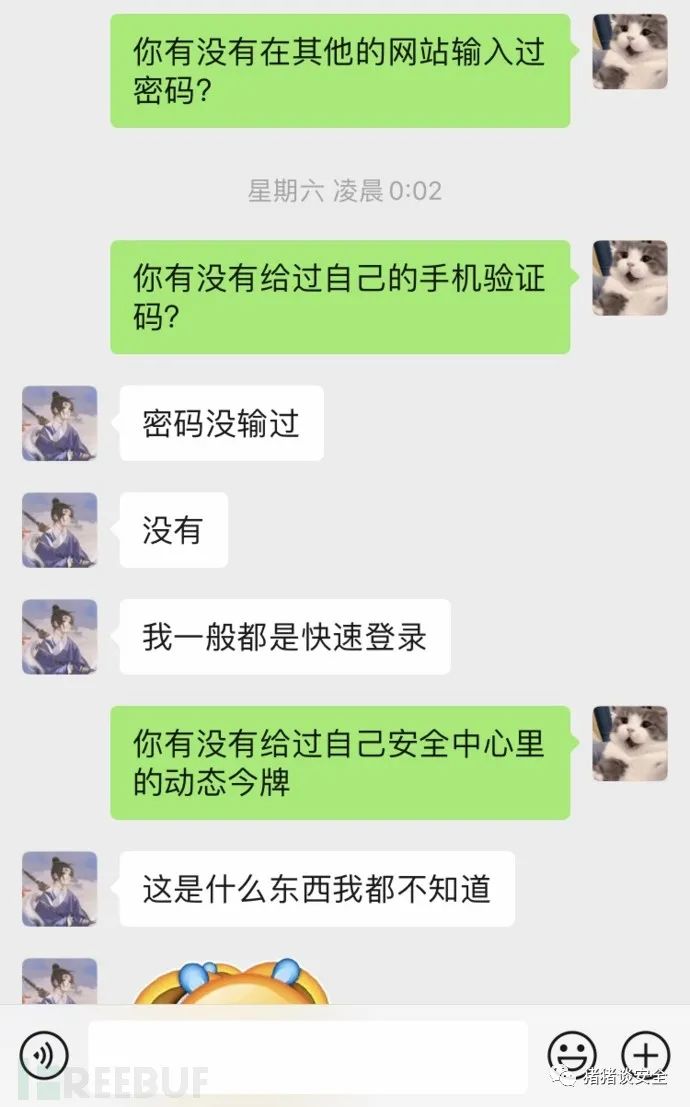 你有没有在其他的网站输入过
密码?
星期六 凌晨0:02
你有没有给过自己的手机验证
码?
密码没输过
没有
我一般都是快速登录
你有没有给过自己安全中心里
的动态令牌
这是什么东西我都不知道
REEBUF
猪猪谈安全